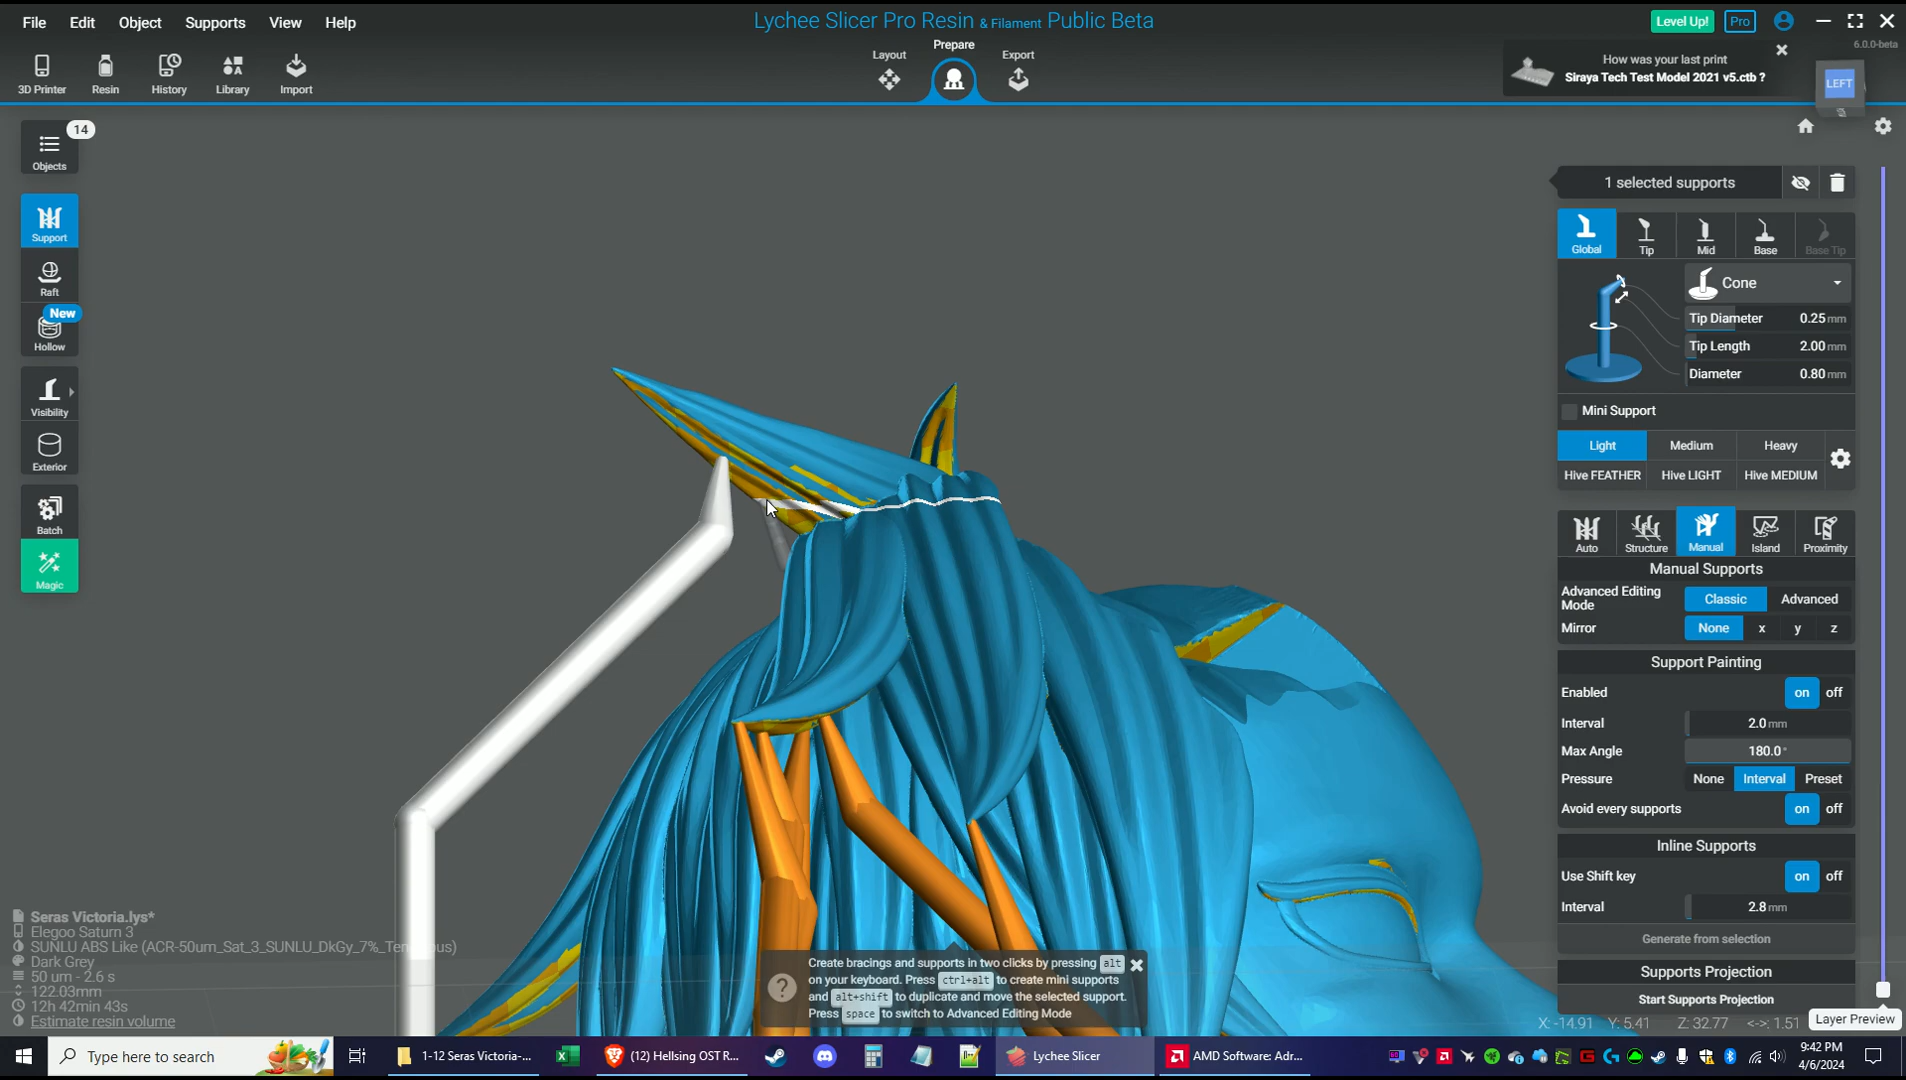 File Edit Object Supports View Help
Lychee Slicer Pro Resin & Filament Public Beta
Level Up! Pro
6.0.0-beta
3D Printer Resin History Library Import
Layout Prepare Export
How was your last print
Siraya Tech Test Model 2021 v5.ctb ?
LEFT
14
Objects
Support
Raft
New
Hollow
Visibility
Exterior
Batch
Magic
1 selected supports
Global Tip Mid Base Base Tip
Cone
Tip Diameter 0.25 mm
Tip Length 2.00 mm
Diameter 0.80 mm
Mini Support
Light Medium Heavy
Hive FEATHER Hive LIGHT Hive MEDIUM
Auto Structure Manual Island Proximity
Manual Supports
Advanced Editing Mode Classic Advanced
Mirror None x y z
Support Painting
Enabled on off
Interval 2.0 mm
Max Angle 180.0 °
Pressure None Interval Preset
Avoid every supports on off
Inline Supports
Use Shift key on off
Interval 2.8 mm
Generate from selection
Supports Projection
Start Supports Projection
X: -14.91 Y: 5.41 Z: 32.77 <->: 1.51
Layer Preview
Seras Victoria.lys*
Elegoo Saturn 3
SUNLU ABS Like (ACR-50um_Sat_3_SUNLU_DkGy_7%_Ten
Dark Grey
50 um - 2.6 s
122.03mm
12h 42min 43s
Estimate resin volume
Create bracings and supports in two clicks by pressing alt
on your keyboard. Press ctrl+alt to create mini supports
and alt+shift to duplicate and move the selected support.
Press space to switch to Advanced Editing Mode
Type here to search
1-12 Seras Victoria-...
(12) Hellsing OST R...
Lychee Slicer
AMD Software: Adr...
9:42 PM
4/6/2024